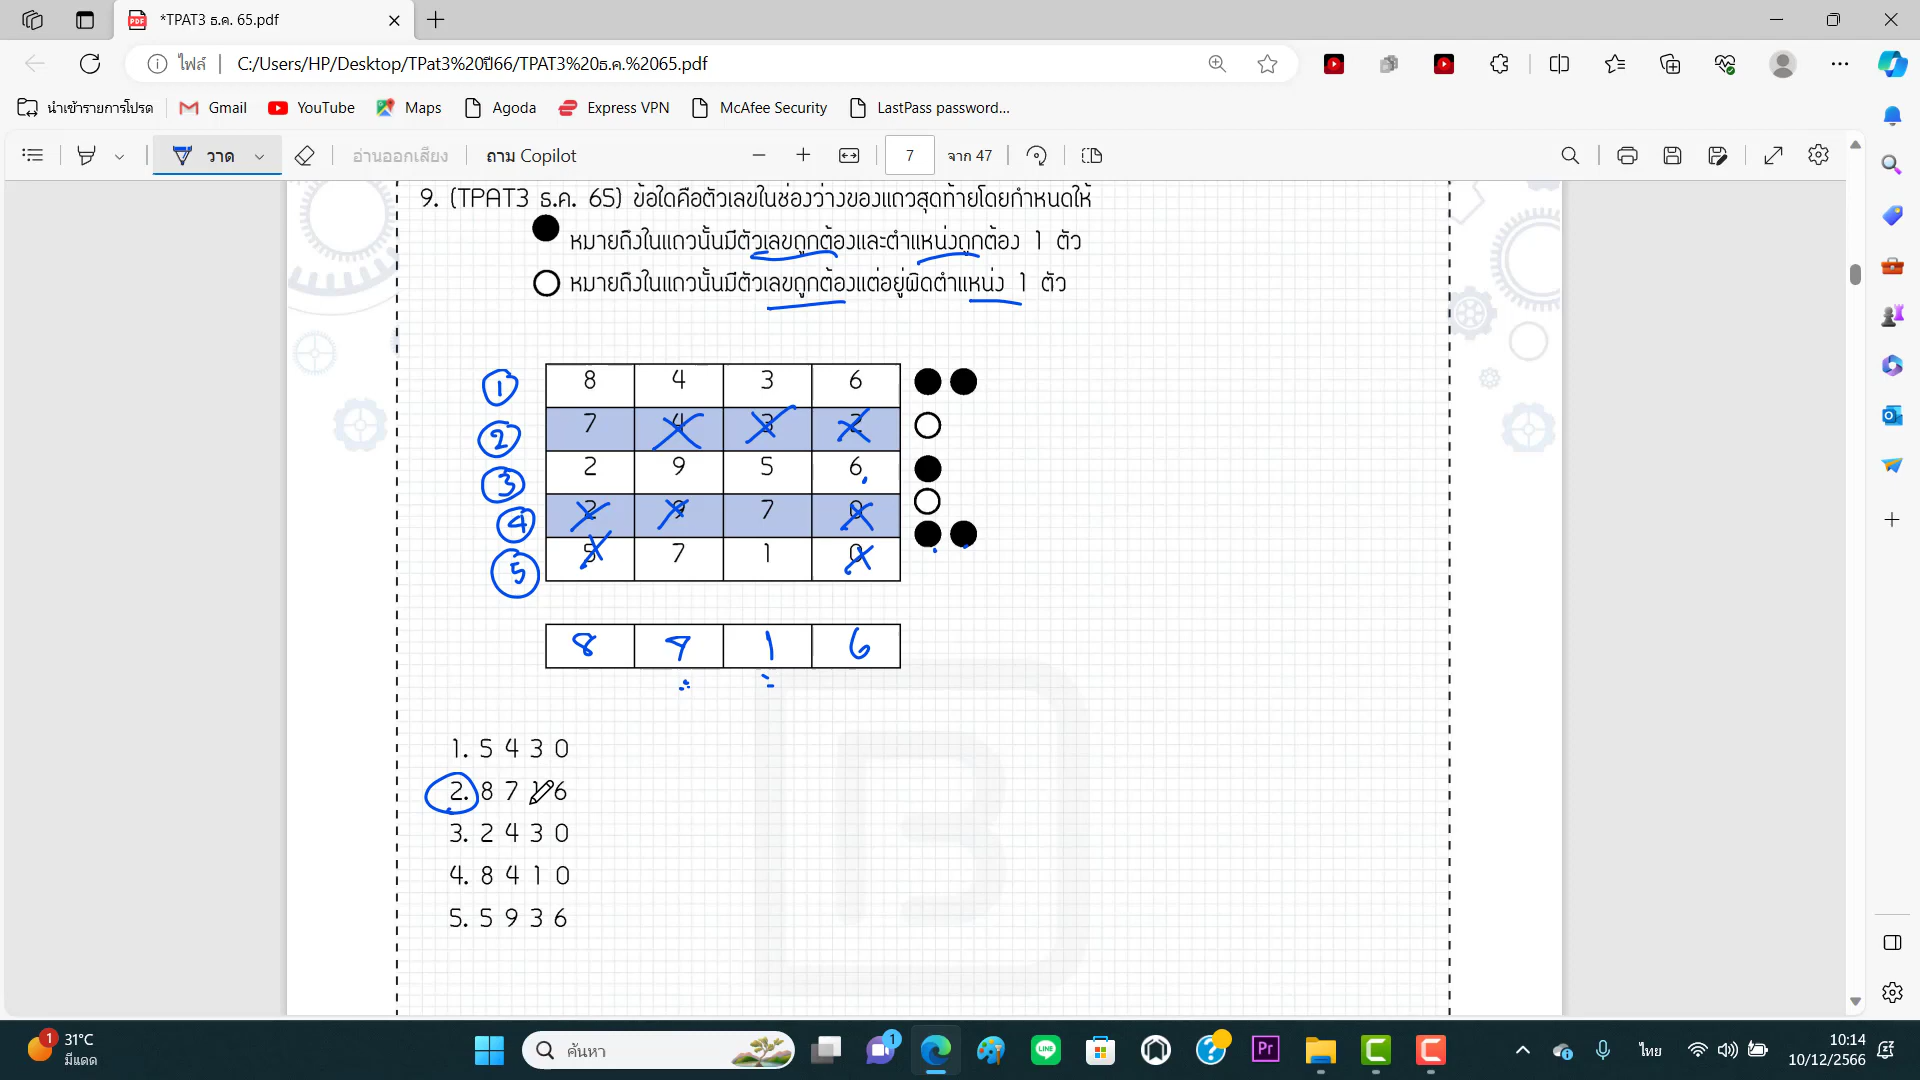 *TPAT3 ธ.ค. 65.pdf
ไฟล์ C:/Users/HP/Desktop/TPat3%20ปี66/TPAT3%20ธ.ค.%2065.pdf
นำเข้ารายการโปรด Gmail YouTube Maps Agoda Express VPN McAfee Security LastPass password...
วาด อ่านออกเสียง ถาม Copilot 7 จาก 47
9. (TPAT3 ธ.ค. 65) ข้อใดคือตัวเลขในช่องว่างของแถวสุดท้ายโดยกำหนดให้
หมายถึงในแถวนั้นมีตัวเลขถูกต้องและตำแหน่งถูกต้อง 1 ตัว
หมายถึงในแถวนั้นมีตัวเลขถูกต้องแต่อยู่ผิดตำแหน่ง 1 ตัว
1 8 4 3 6
2 7 4 3 2
3 2 9 5 6
4 2 9 7 0
5 5 7 1 0
8 7 1 6
1. 5 4 3 0
2. 8 7 1 6
3. 2 4 3 0
4. 8 4 1 0
5. 5 9 3 6
1 31°C
มีแดด
ค้นหา
1
Pr
LINE
ไทย
10:14
10/12/2566